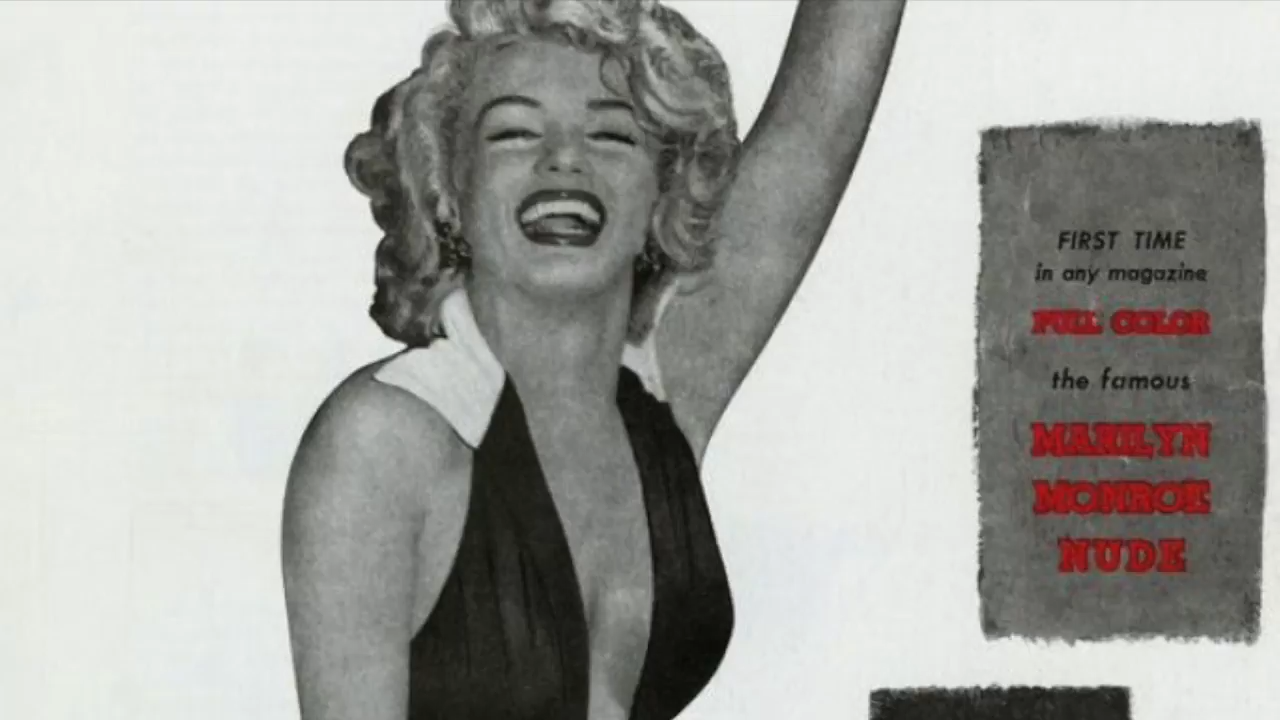 FIRST TIME
in any magazine
FULL COLOR
the famous
MARILYN
MONROE
NUDE